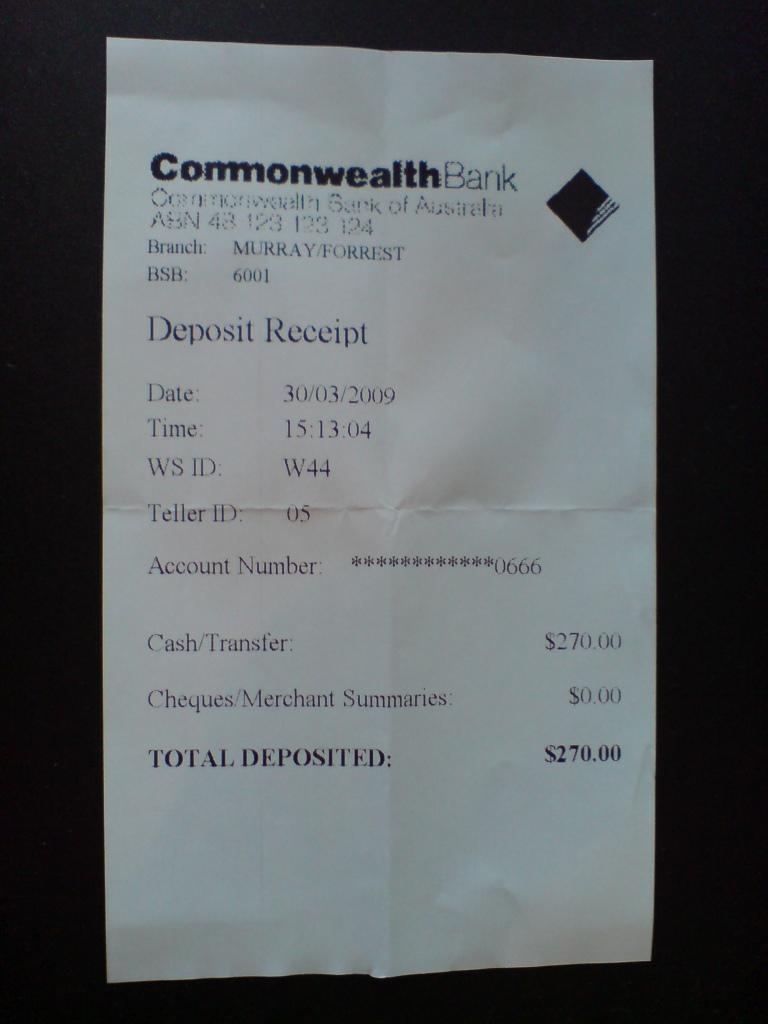 CommonwealthBank
Commonwealth Bank of Australia
ABN 48 123 123 124
Branch: MURRAY/FORREST
BSB: 6001
Deposit Receipt
Date: 30/03/2009
Time: 15:13:04
WS ID: W44
Teller ID: 05
Account Number: ************0666
Cash/Transfer: $270.00
Cheques/Merchant Summaries: $0.00
TOTAL DEPOSITED: $270.00